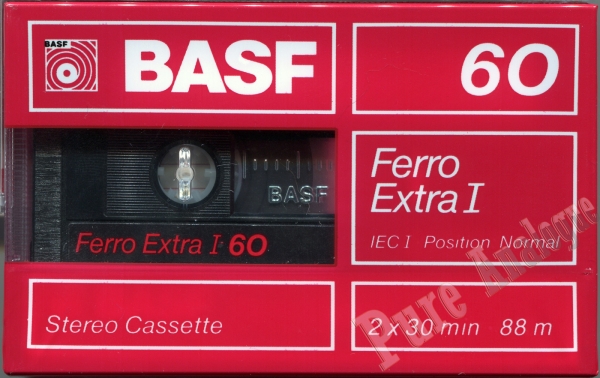 BASF
BASF
60
Ferro
Extra I
IEC I Position Normal
BASF
Ferro Extra I 60
Stereo Cassette
2 x 30 min 88 m
Pure Analogue